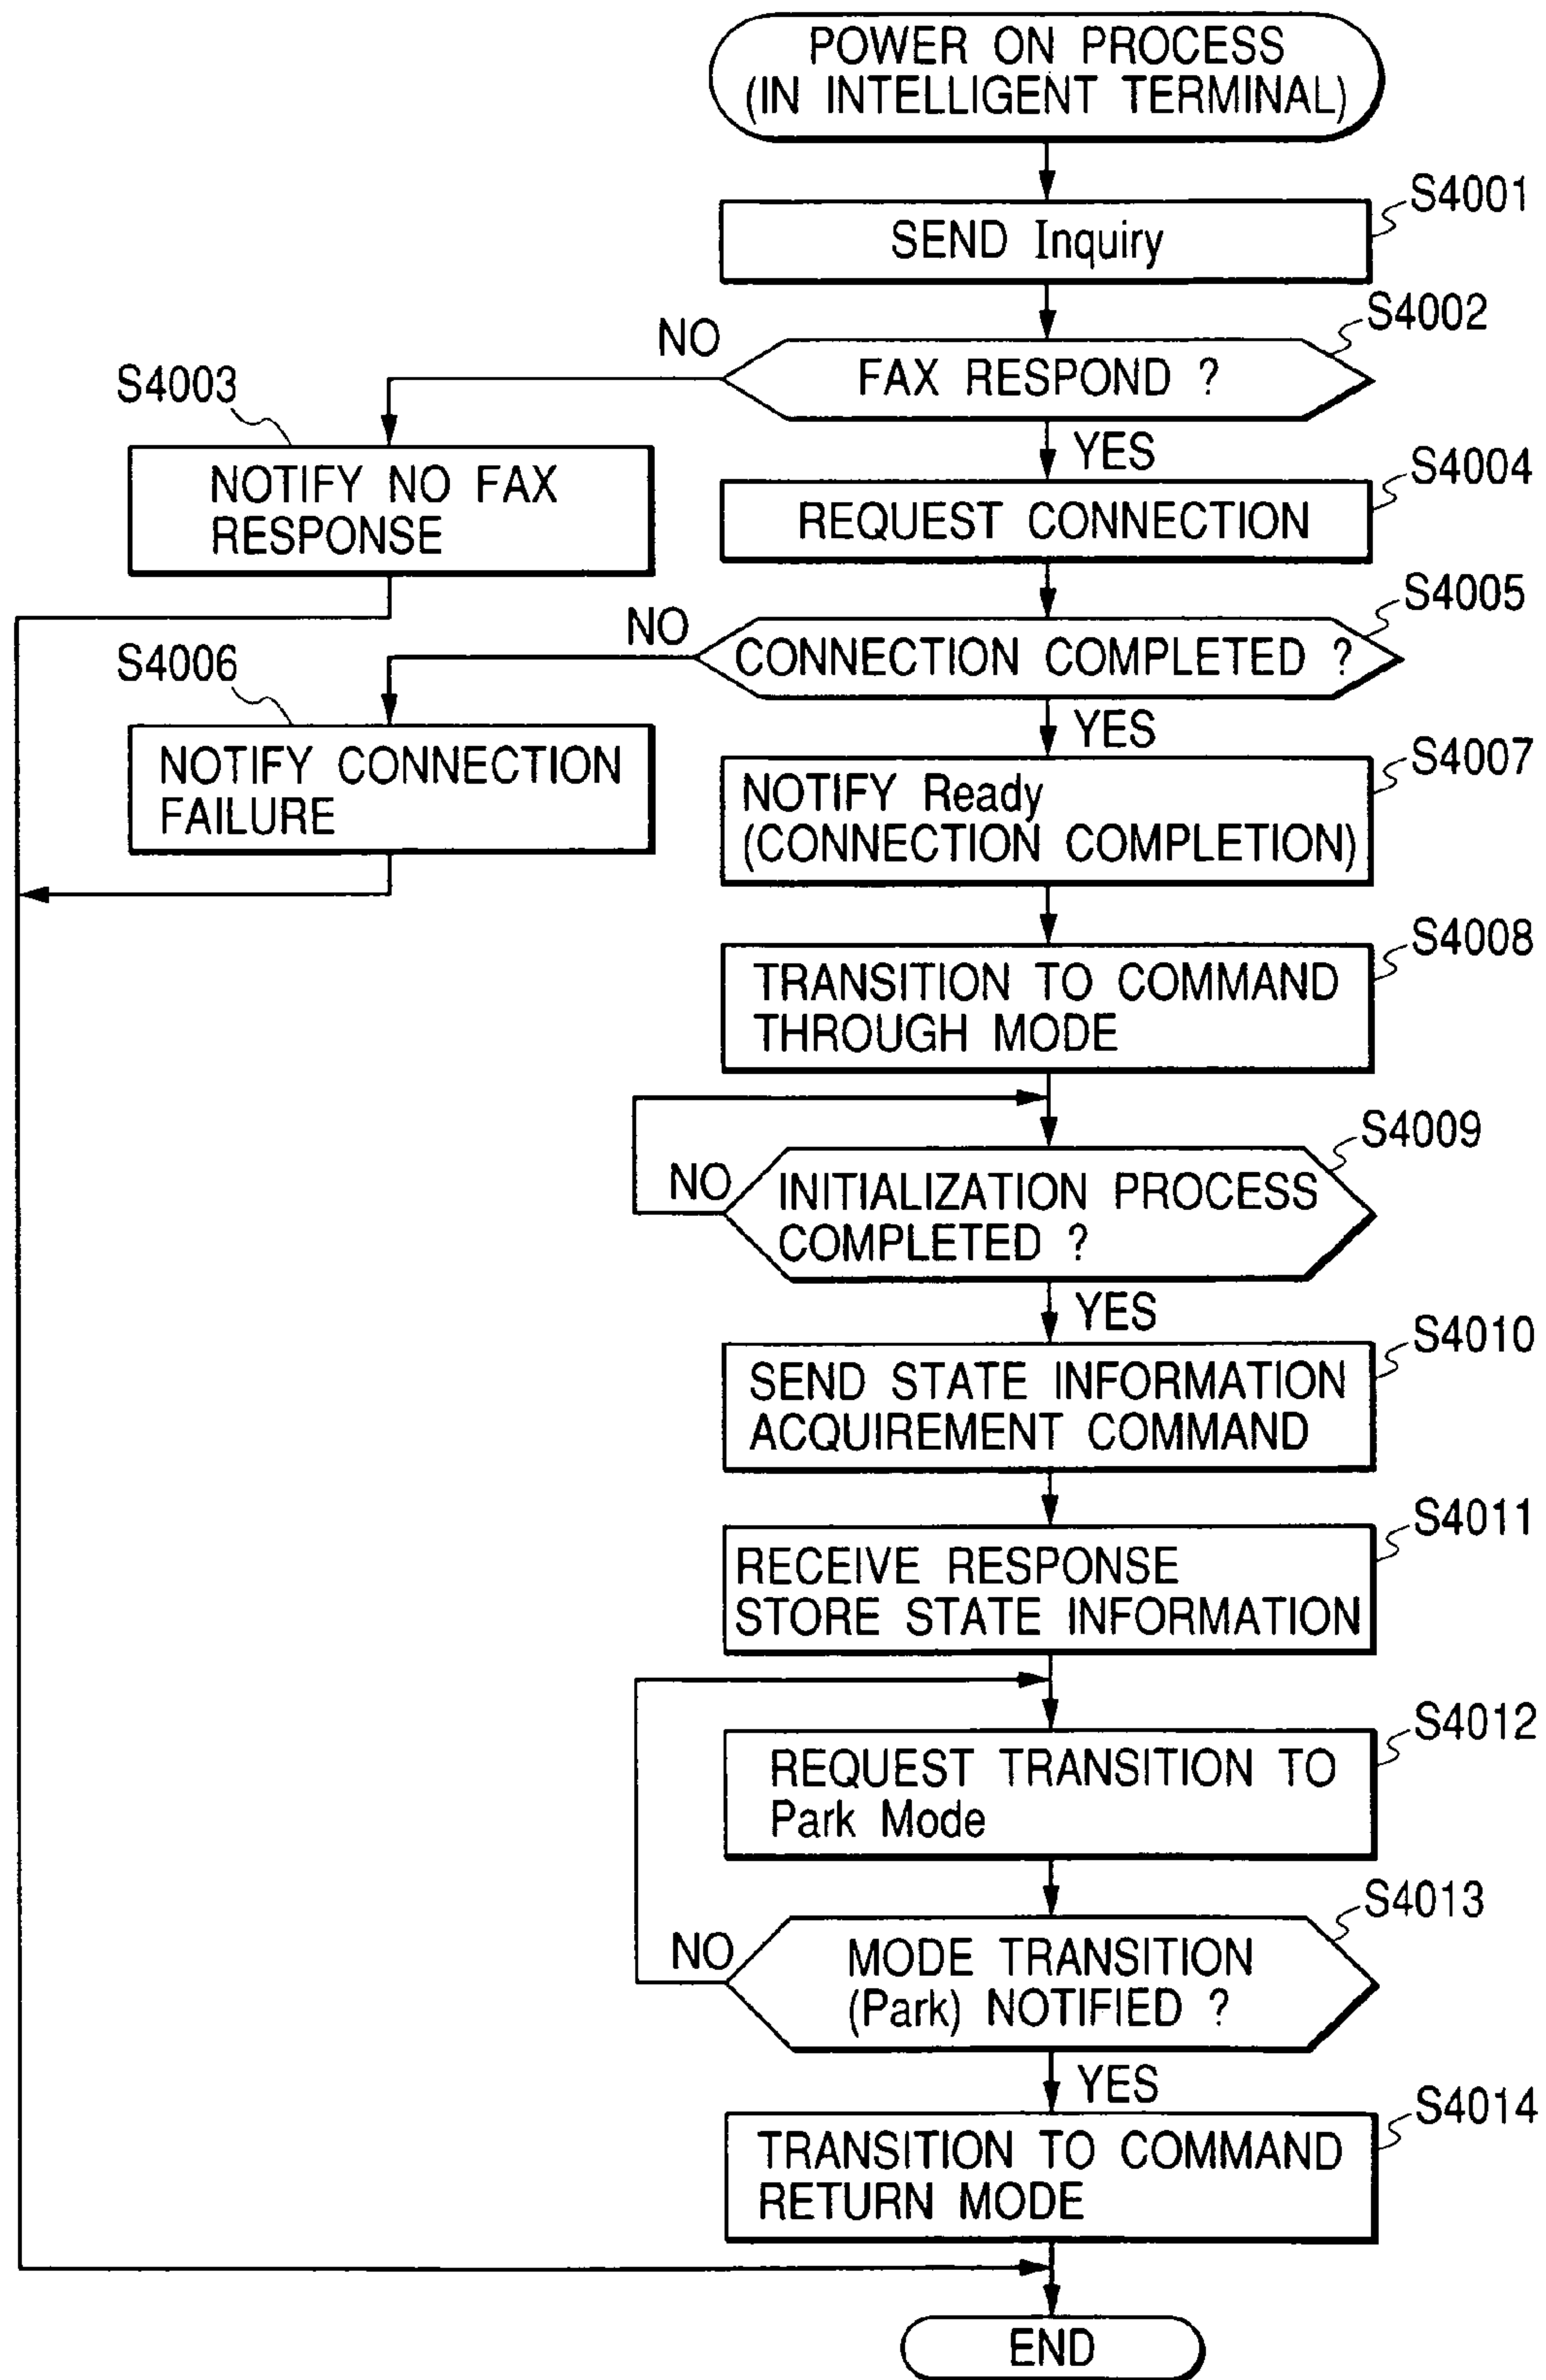 POWER ON PROCESS
(IN INTELLIGENT TERMINAL)
S4001
SEND Inquiry
S4002
NO
FAX RESPOND ?
S4003
YES
NOTIFY NO FAX
RESPONSE
S4004
REQUEST CONNECTION
S4005
NO
CONNECTION COMPLETED ?
S4006
YES
NOTIFY CONNECTION
FAILURE
S4007
NOTIFY Ready
(CONNECTION COMPLETION)
S4008
TRANSITION TO COMMAND
THROUGH MODE
S4009
NO
INITIALIZATION PROCESS
COMPLETED ?
YES
S4010
SEND STATE INFORMATION
ACQUIREMENT COMMAND
S4011
RECEIVE RESPONSE
STORE STATE INFORMATION
S4012
REQUEST TRANSITION TO
Park Mode
S4013
NO
MODE TRANSITION
(Park) NOTIFIED ?
YES
S4014
TRANSITION TO COMMAND
RETURN MODE
END